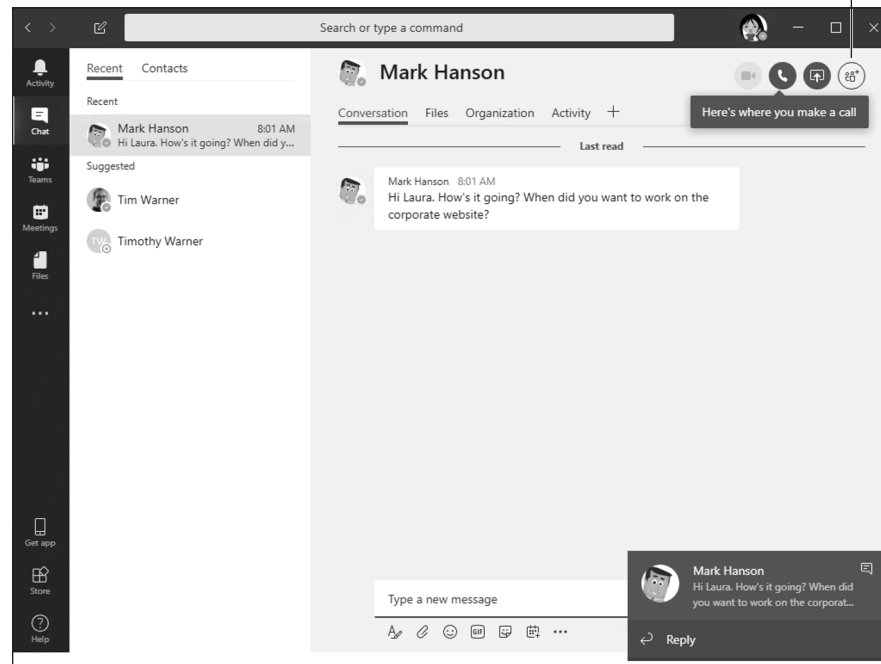 Search or type a command
Activity
Chat
Teams
Meetings
Files
Get app
Store
Help
Recent Contacts
Recent
Mark Hanson 8:01 AM
Hi Laura. How's it going? When did y...
Suggested
Tim Warner
TW
Timothy Warner
Mark Hanson
Conversation Files Organization Activity
Here's where you make a call
Last read
Mark Hanson 8:01 AM
Hi Laura. How's it going? When did you want to work on the
corporate website?
Type a new message
GIF
Mark Hanson
Hi Laura. How's it going? When did
you want to work on the corporat...
Reply